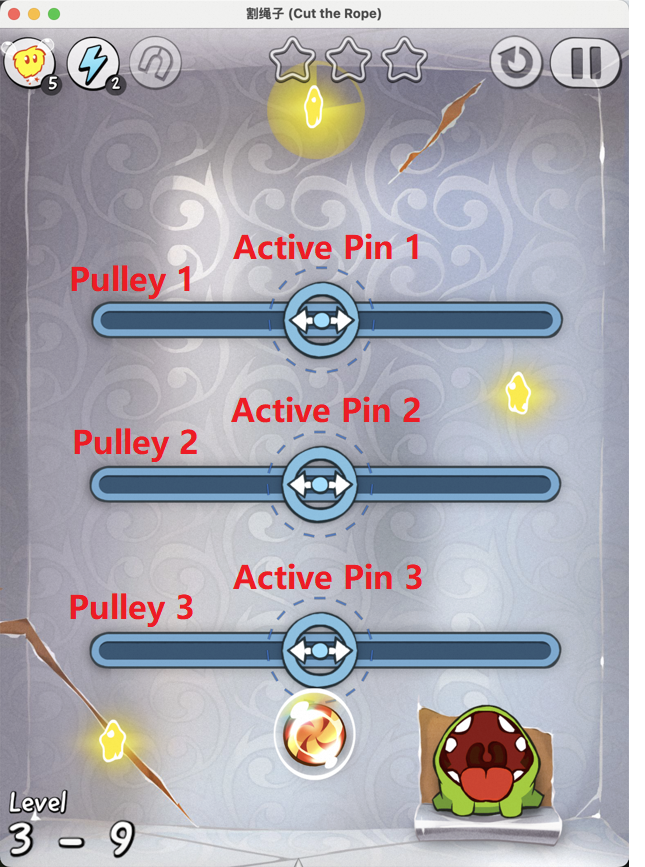 割绳子 (Cut the Rope)
5
2
Active Pin 1
Pulley 1
Active Pin 2
Pulley 2
Active Pin 3
Pulley 3
Level
3 - 9